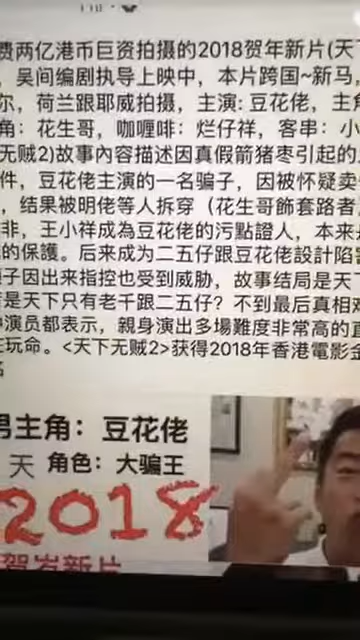 费两亿港币巨资拍摄的2018贺年新片(天
，吴间编剧执导上映中，本片跨国~新马，
尔，荷兰跟耶威拍摄，主演: 豆花佬，主
角：花生哥，咖喱啡：烂仔祥，客串：小
无贼2)故事內容描述因真假箭猪枣引起的
件，豆花佬主演的一名骗子，因被怀疑卖
，结果被明佬等人拆穿（花生哥飾套路者
非，王小祥成為豆花佬的污點證人，本来
的保護。后来成为二五仔跟豆花佬設計陷害
子因出来指控也受到威胁，故事结局是天下
是天下只有老千跟二五仔？不到最后真相
演员都表示，親身演出多場難度非常高的
在玩命。<天下无贼2>获得2018年香港電影金
名
男主角：豆花佬
天 角色：大骗王
2018
贺岁新片